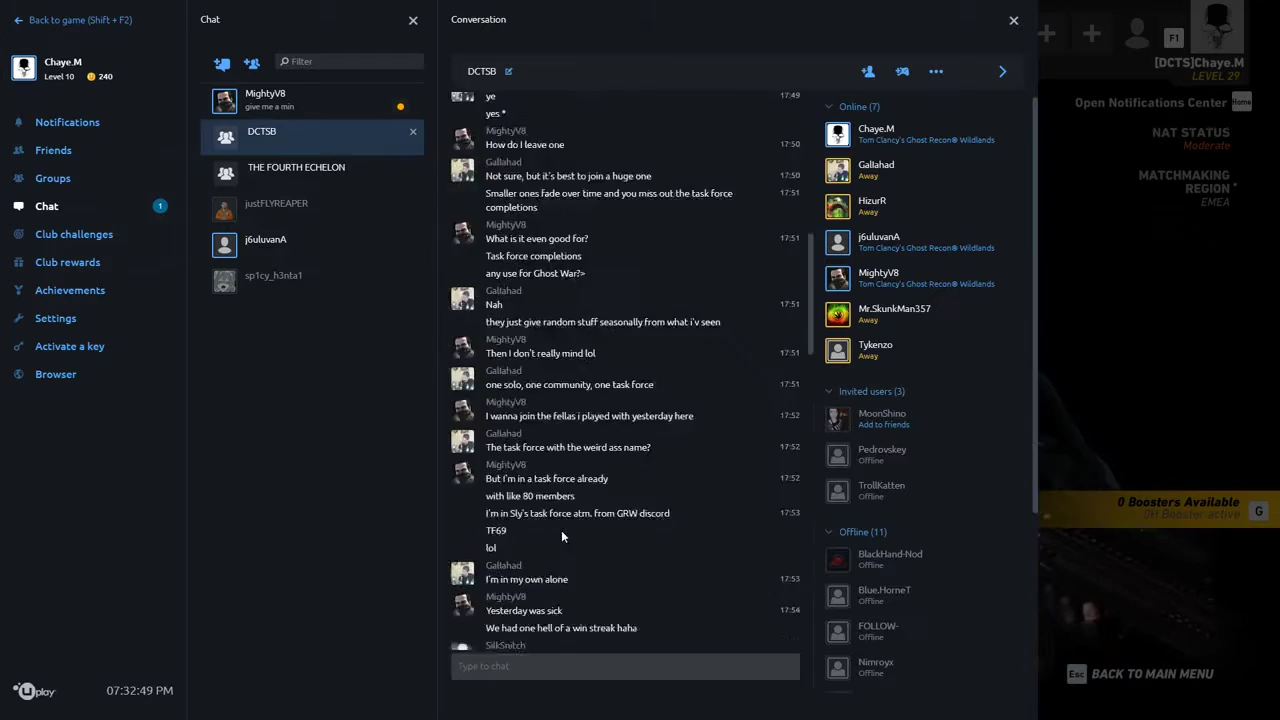 Back to game (Shift + F2)
Chaye.M
Level 10 240
Notifications
Friends
Groups
Chat 1
Club challenges
Club rewards
Achievements
Settings
Activate a key
Browser
uplay 07:32:49 PM
Chat
Filter
MightyV8
give me a min
DCTSB
THE FOURTH ECHELON
justFLYREAPER
j6uluvanA
sp1cy_h3nta1
Conversation
DCTSB
ye 17:49
yes *
MightyV8
How do I leave one 17:50
Gallahad
Not sure, but it's best to join a huge one 17:50
Smaller ones fade over time and you miss out the task force 17:51
completions
MightyV8
What is it even good for? 17:51
Task force completions
any use for Ghost War?>
Gallahad
Nah 17:51
they just give random stuff seasonally from what i'v seen
MightyV8
Then I don't really mind lol 17:51
Gallahad
one solo, one community, one task force 17:51
MightyV8
I wanna join the fellas i played with yesterday here 17:52
Gallahad
The task force with the weird ass name? 17:52
MightyV8
But I'm in a task force already 17:52
with like 80 members
I'm in Sly's task force atm. from GRW discord 17:53
TF69
lol
Gallahad
I'm in my own alone 17:53
MightyV8
Yesterday was sick 17:54
We had one hell of a win streak haha
SilkSnitch
Type to chat
Online (7)
Chaye.M
Tom Clancy's Ghost Recon® Wildlands
Gallahad
Away
HizurR
Away
j6uluvanA
Tom Clancy's Ghost Recon® Wildlands
MightyV8
Tom Clancy's Ghost Recon® Wildlands
Mr.SkunkMan357
Away
Tykenzo
Away
Invited users (3)
MoonShino
Add to friends
Pedrovskey
Offline
TrollKatten
Offline
Offline (11)
BlackHand-Nod
Offline
Blue.HorneT
Offline
FOLLOW-
Offline
Nimroyx
Offline
F1
[DCTS]Chaye.M
LEVEL 29
Open Notifications Center Home
NAT STATUS
Moderate
MATCHMAKING
REGION *
EMEA
0 Boosters Available
0H Booster active G
Esc BACK TO MAIN MENU